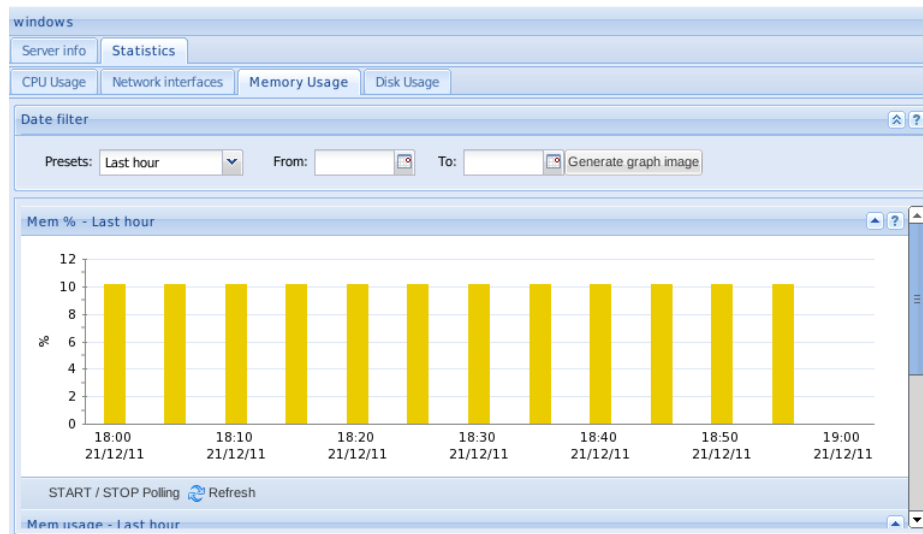 windows
Server info Statistics
CPU Usage Network interfaces Memory Usage Disk Usage
Date filter ?
Presets: Last hour From: To: Generate graph image
Mem % - Last hour ?
12
10
8
6
4
2
0
%
18:00 18:10 18:20 18:30 18:40 18:50 19:00
21/12/11 21/12/11 21/12/11 21/12/11 21/12/11 21/12/11 21/12/11
START / STOP Polling Refresh
Mem usage - Last hour